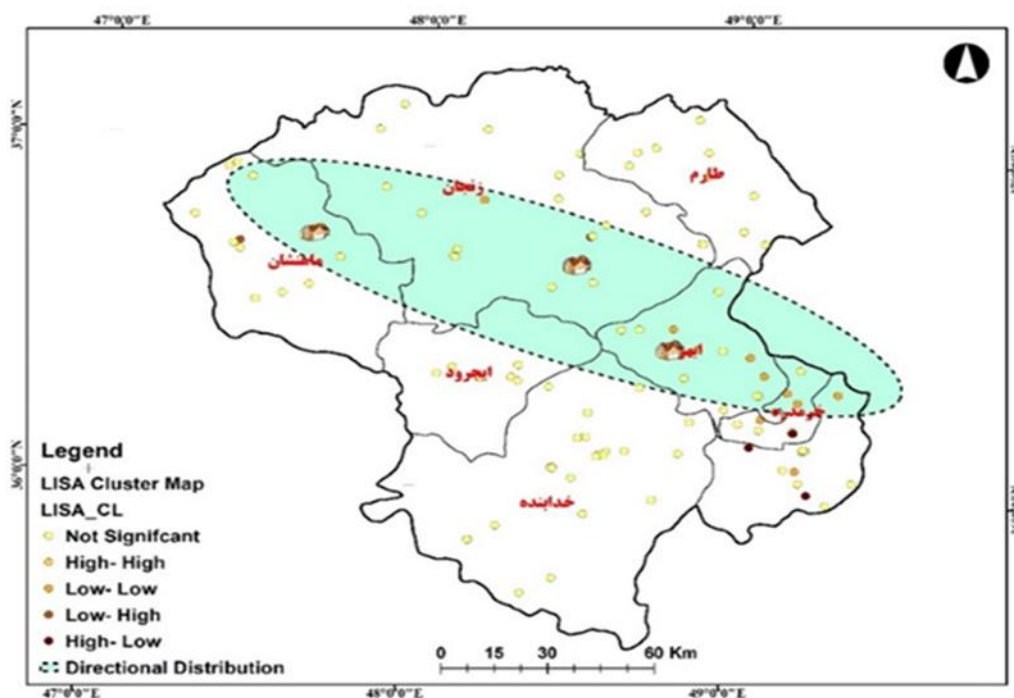 47°0'0"E 48°0'0"E 49°0'0"E
37°0'0"N
طارم
زنجان
ماهنشان
ابهر
ایجرود
خرمدره
36°0'0"N
خدابنده
Legend
LISA Cluster Map
LISA_CL
Not Signifcant
High- High
Low- Low
Low- High
High- Low
Directional Distribution
0 15 30 60 Km
47°0'0"E 48°0'0"E 49°0'0"E